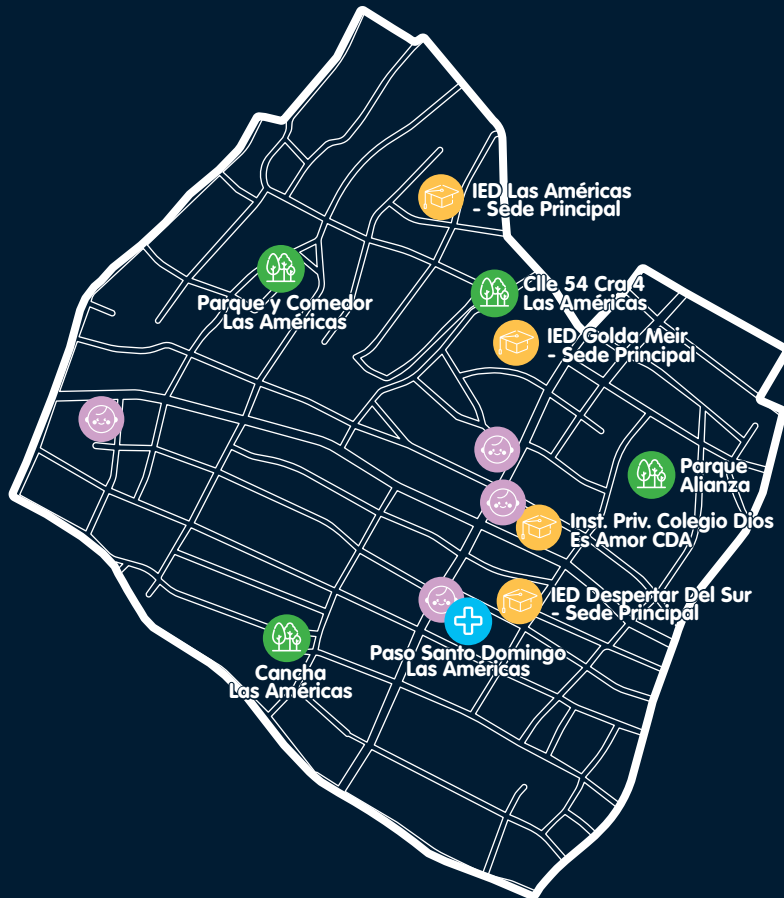 IED Las Américas
- Sede Principal
Parque y Comedor
Las Américas
Clle 54 Cra 4
Las Américas
IED Golda Meir
- Sede Principal
Parque
Alianza
Inst. Priv. Colegio Dios
Es Amor CDA
IED Despertar Del Sur
- Sede Principal
Paso Santo Domingo
Las Américas
Cancha
Las Américas